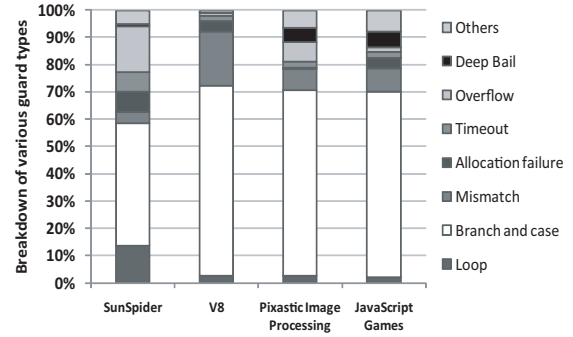 Breakdown of various guard types
100%
90%
80%
70%
60%
50%
40%
30%
20%
10%
0%
SunSpider
V8
Pixastic Image
Processing
JavaScript
Games
Others
Deep Bail
Overflow
Timeout
Allocation failure
Mismatch
Branch and case
Loop